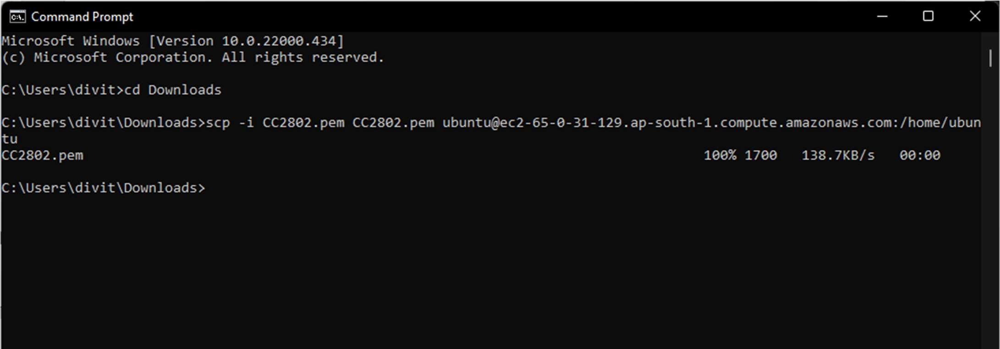 Command Prompt
Microsoft Windows [Version 10.0.22000.434]
(c) Microsoft Corporation. All rights reserved.
C:\Users\divit>cd Downloads
C:\Users\divit\Downloads>scp -i CC2802.pem CC2802.pem ubuntu@ec2-65-0-31-129.ap-south-1.compute.amazonaws.com:/home/ubun
tu
CC2802.pem 100% 1700 138.7KB/s 00:00
C:\Users\divit\Downloads>